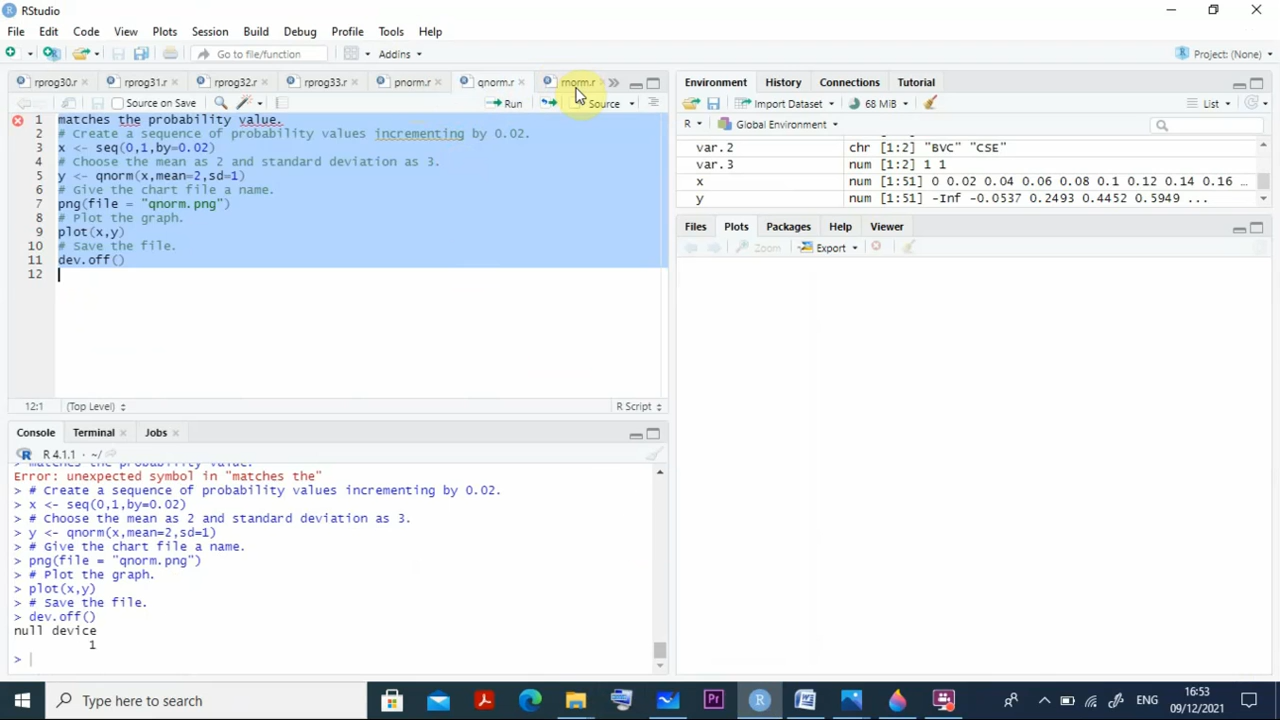 RStudio
File Edit Code View Plots Session Build Debug Profile Tools Help
Go to file/function Addins Project: (None)
rprog30.r rprog31.r rprog32.r rprog33.r pnorm.r qnorm.r rnorm.r
Source on Save Run Source
1 matches the probability value.
2 # Create a sequence of probability values incrementing by 0.02.
3 x <- seq(0,1,by=0.02)
4 # Choose the mean as 2 and standard deviation as 3.
5 y <- qnorm(x,mean=2,sd=1)
6 # Give the chart file a name.
7 png(file = "qnorm.png")
8 # Plot the graph.
9 plot(x,y)
10 # Save the file.
11 dev.off()
12
12:1 (Top Level) R Script
Console Terminal Jobs
R 4.1.1 · ~/
> matches the probability value.
Error: unexpected symbol in "matches the"
> # Create a sequence of probability values incrementing by 0.02.
> x <- seq(0,1,by=0.02)
> # Choose the mean as 2 and standard deviation as 3.
> y <- qnorm(x,mean=2,sd=1)
> # Give the chart file a name.
> png(file = "qnorm.png")
> # Plot the graph.
> plot(x,y)
> # Save the file.
> dev.off()
null device
1
>
Environment History Connections Tutorial
Import Dataset 68 MiB List
R Global Environment
var.2 chr [1:2] "BVC" "CSE"
var.3 num [1:2] 1 1
x num [1:51] 0 0.02 0.04 0.06 0.08 0.1 0.12 0.14 0.16 ...
y num [1:51] -Inf -0.0537 0.2493 0.4452 0.5949 ...
Files Plots Packages Help Viewer
Zoom Export
Type here to search
Pr
R
ENG
16:53
09/12/2021